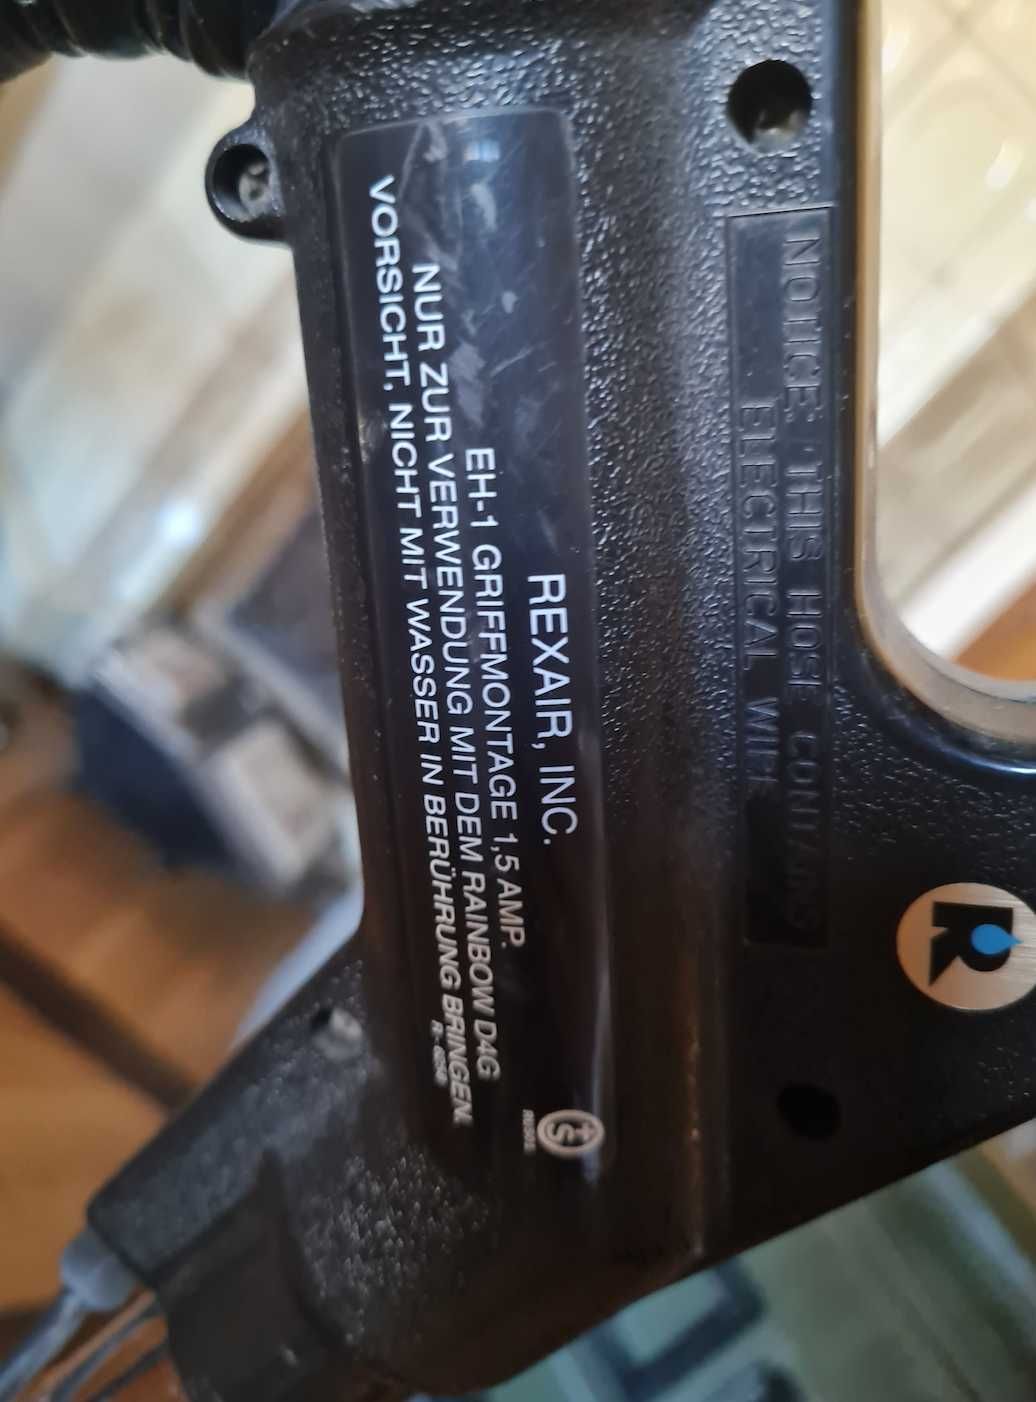 REXAIR, INC.
EH-1 GRIFFMONTAGE 1,5 AMP.
NUR ZUR VERWENDUNG MIT DEM RAINBOW D4G
VORSICHT, NICHT MIT WASSER IN BERÜHRUNG BRINGEN.
NOTICE THIS HOSE CONTAINS
ELECTRICAL WIRE
R